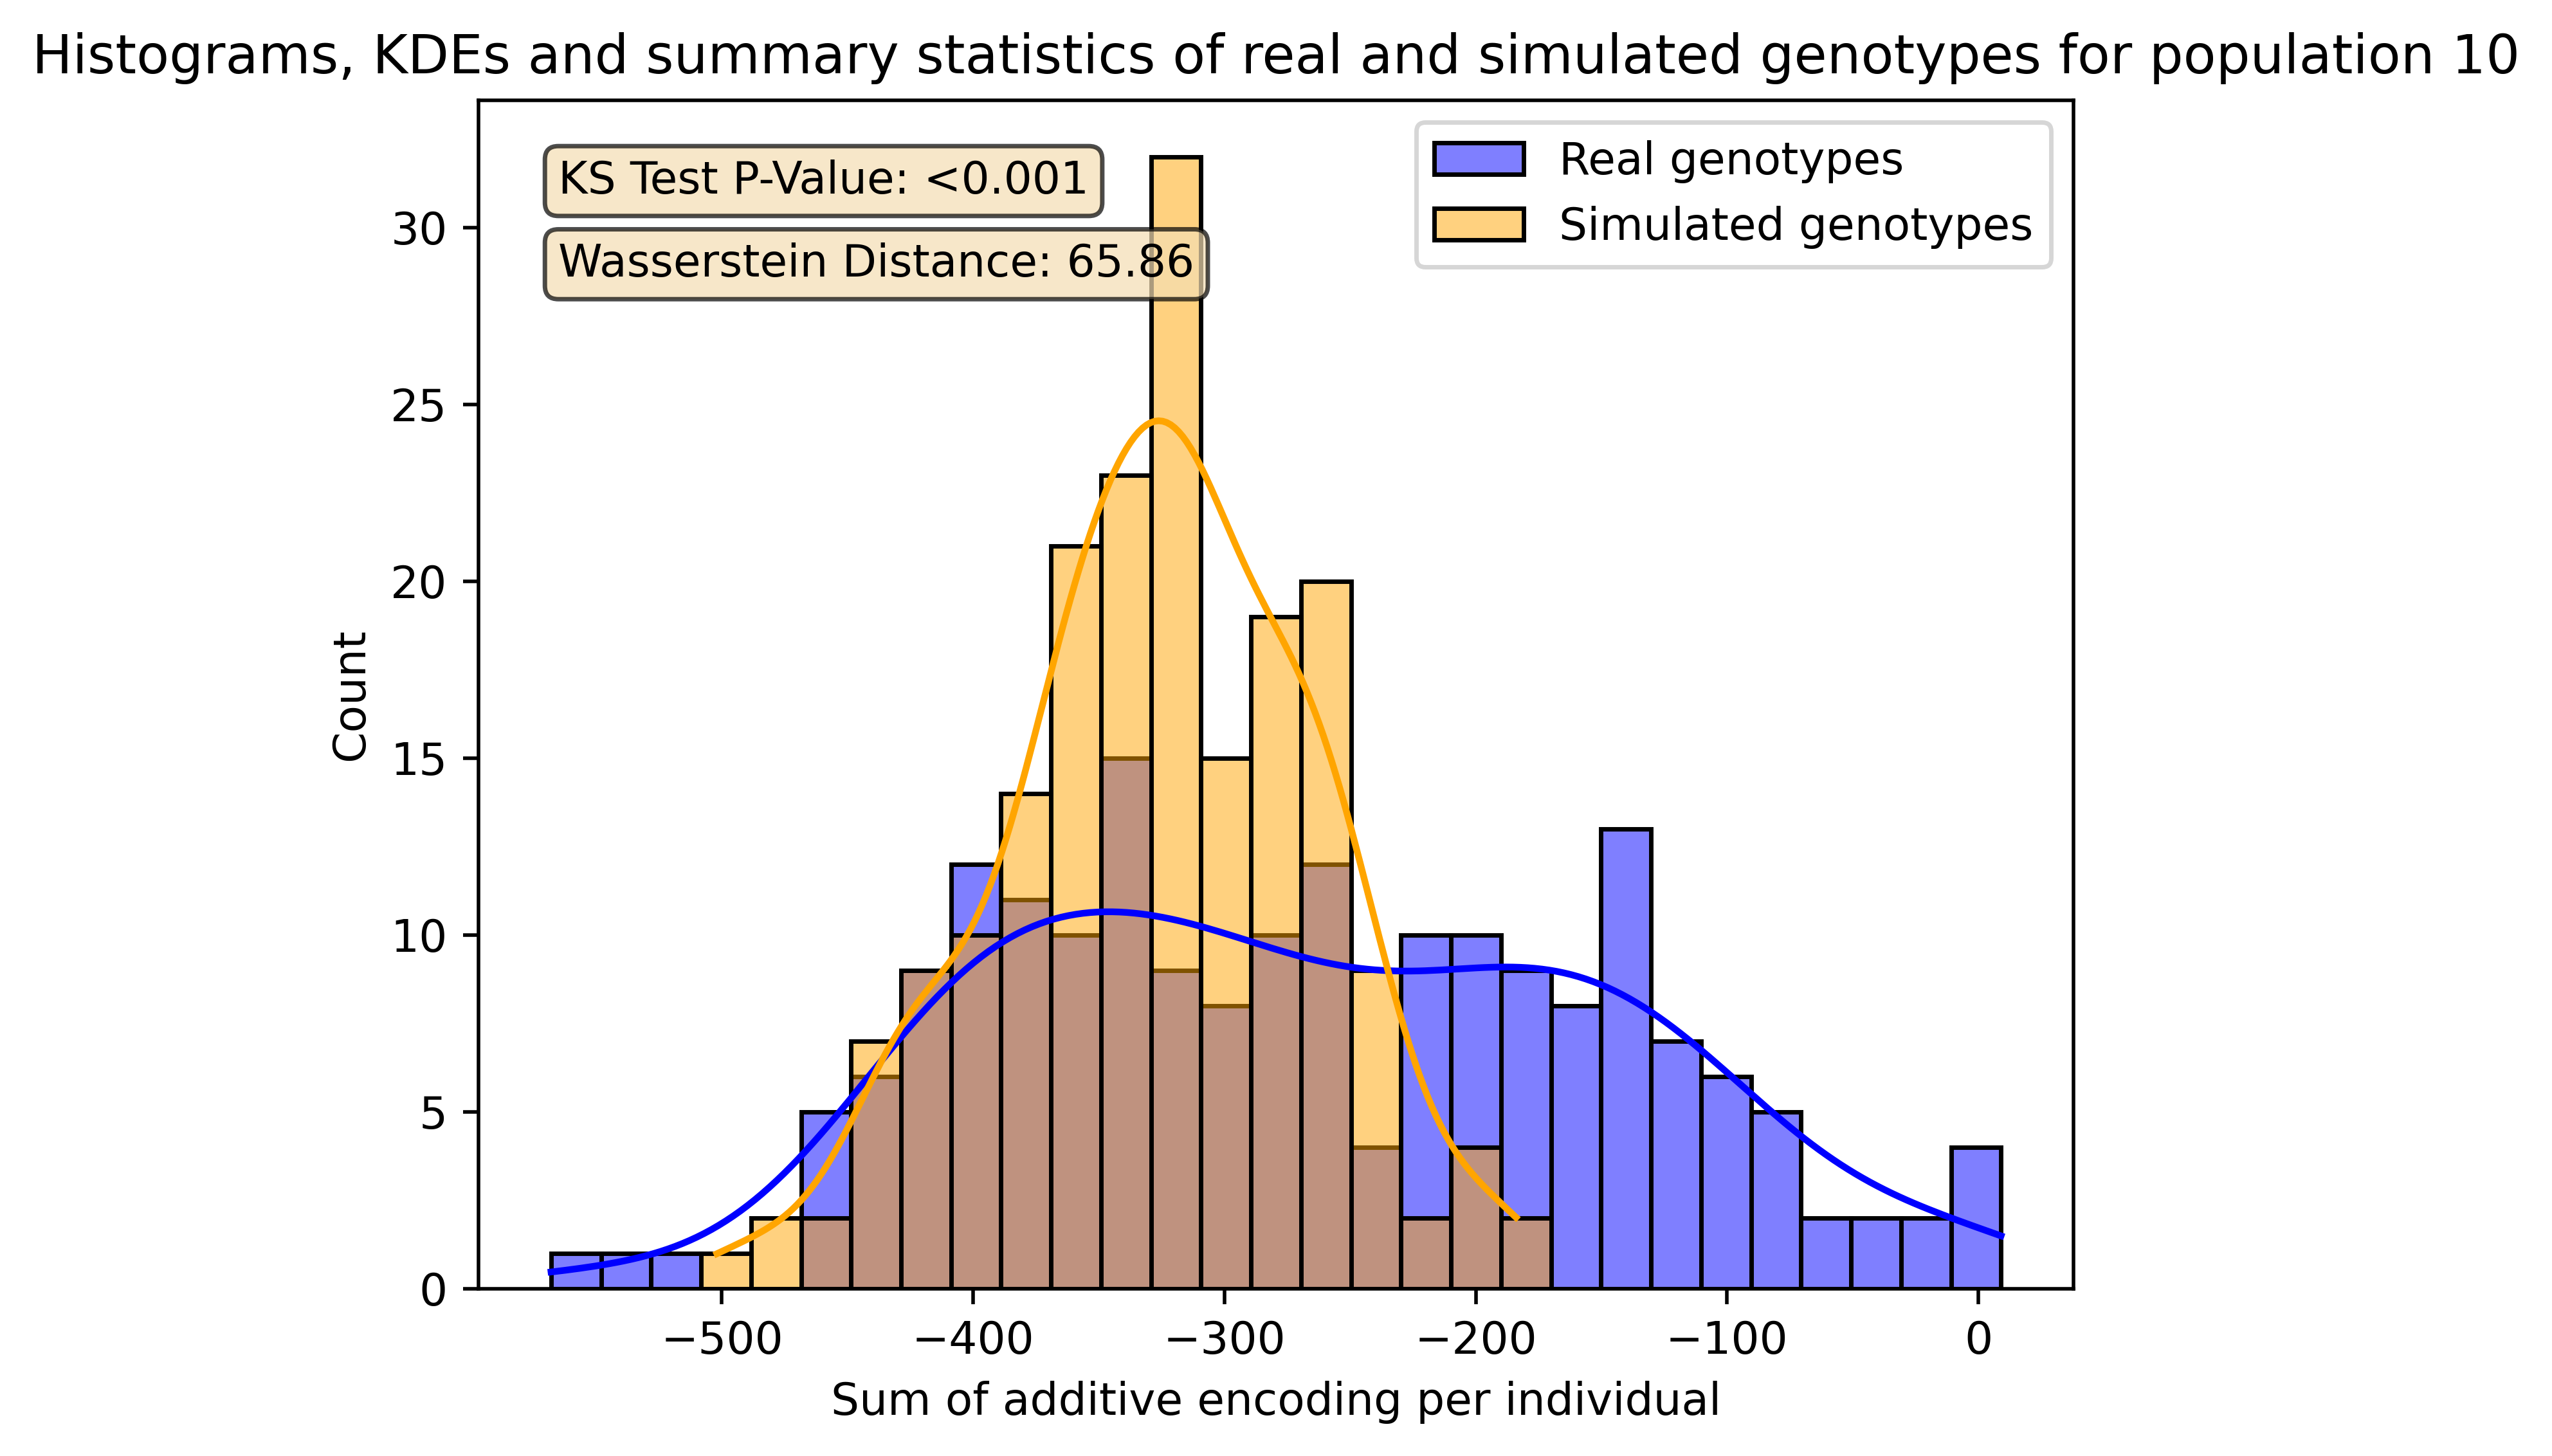 Histograms, KDEs and summary statistics of real and simulated genotypes for population 10
KS Test P-Value: <0.001
Wasserstein Distance: 65.86
Real genotypes
Simulated genotypes
30
25
20
15
10
5
0
Count
−500 −400 −300 −200 −100 0
Sum of additive encoding per individual